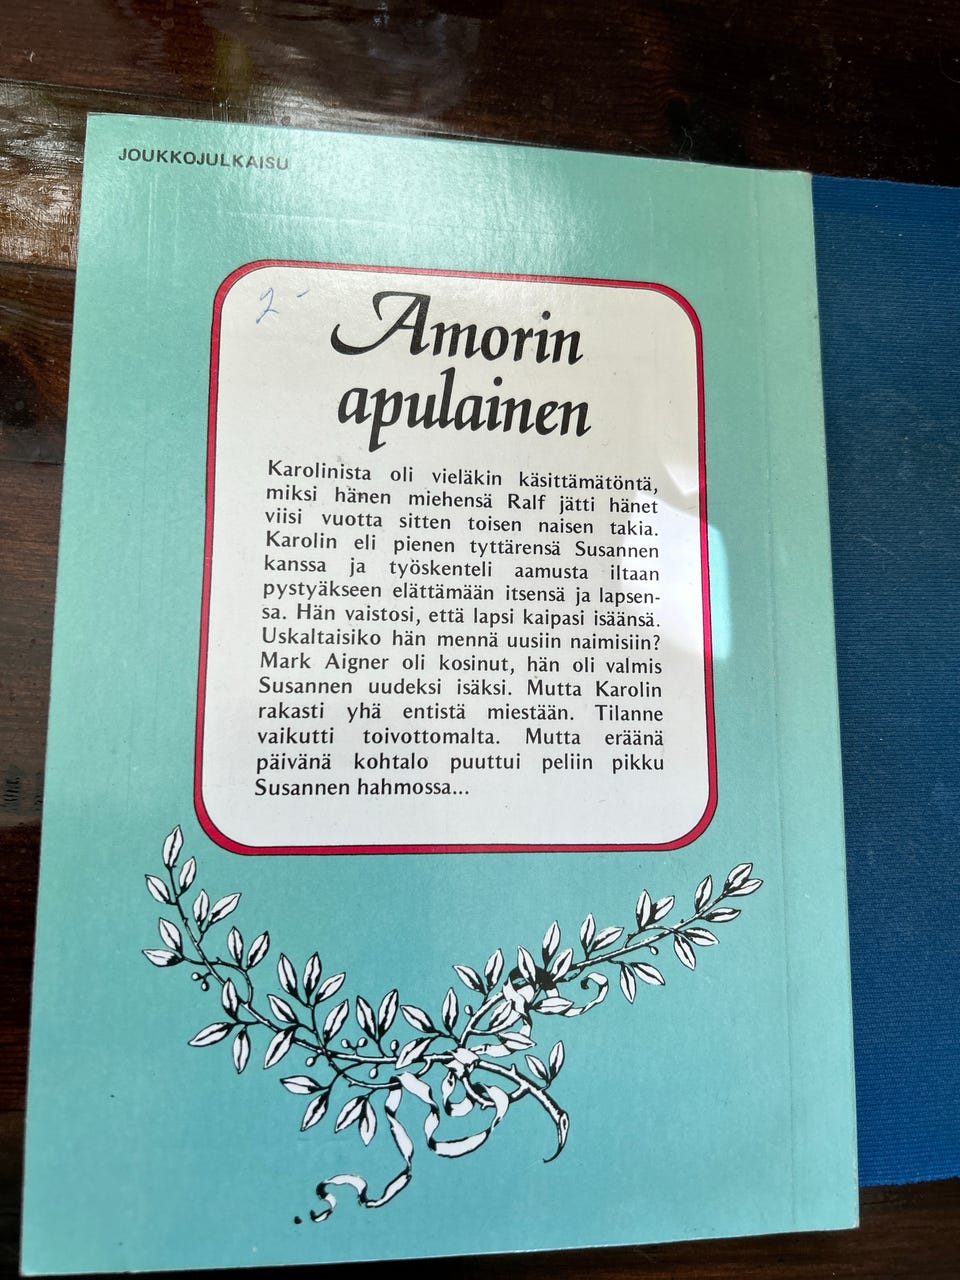 JOUKKOJULKAISU
2-
Amorin
apulainen
Karolinista oli vieläkin käsittämätöntä,
miksi hänen miehensä Ralf jätti hänet
viisi vuotta sitten toisen naisen takia.
Karolin eli pienen tyttärensä Susannen
kanssa ja työskenteli aamusta iltaan
pystyäkseen elättämään itsensä ja lapsen-
sa. Hän vaistosi, että lapsi kaipasi isäänsä.
Uskaltaisiko hän mennä uusiin naimisiin?
Mark Aigner oli kosinut, hän oli valmis
Susannen uudeksi isäksi. Mutta Karolin
rakasti yhä entistä miestään. Tilanne
vaikutti toivottomalta. Mutta eräänä
päivänä kohtalo puuttui peliin pikku
Susannen hahmossa...